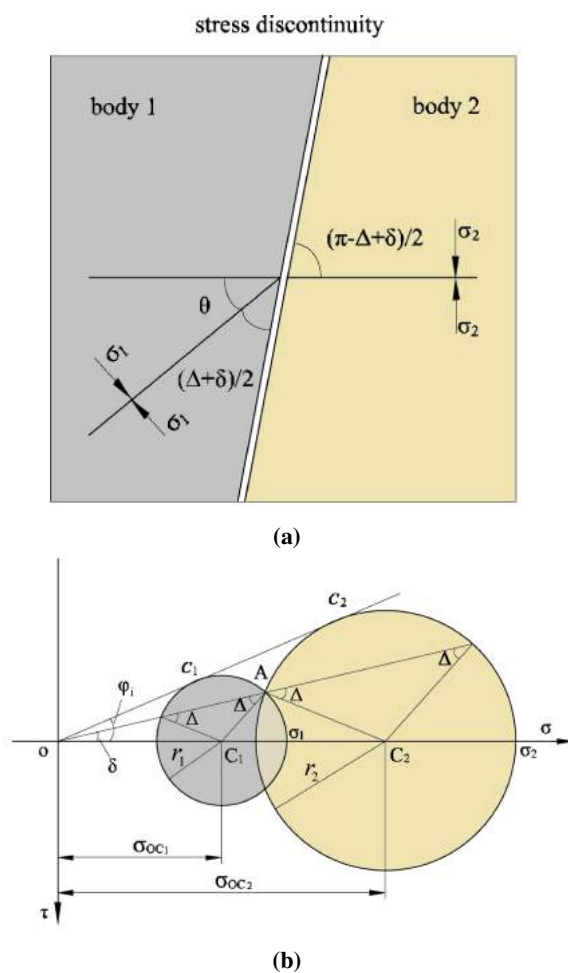 stress discontinuity
body 1
body 2
(π-Δ+δ)/2
σ₂
σ₂
θ
σ₁
σ₁
(Δ+δ)/2
(a)
c₂
c₁
A
Δ
φᵢ
Δ
Δ
Δ
σ
o
δ
r₁
C₁
σ₁
r₂
C₂
σ₂
σOC₁
σOC₂
τ
(b)